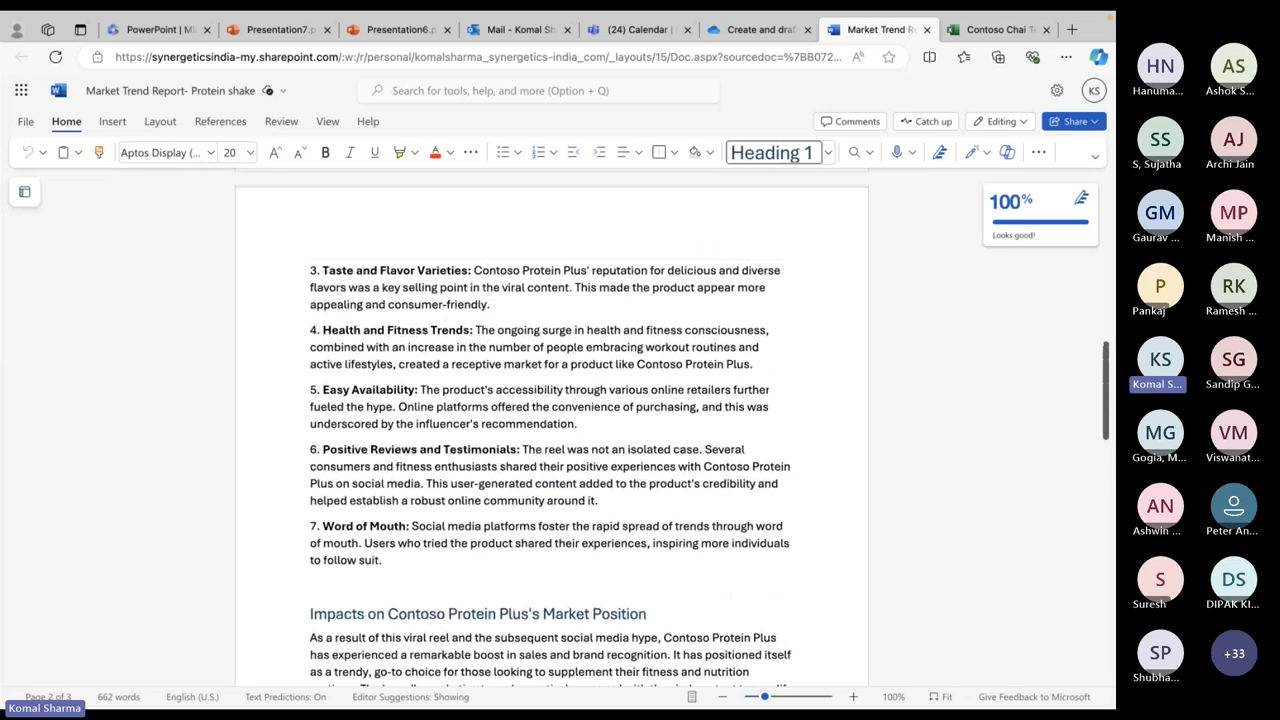 PowerPoint | Mi
Presentation7.p
Presentation6.p
Mail - Komal Sh
(24) Calendar |
Create and draf
Market Trend R
Contoso Chai T
https://synergeticsindia-my.sharepoint.com/:w:/r/personal/komalsharma_synergetics-india_com/_layouts/15/Doc.aspx?sourcedoc=%7BB072...
Market Trend Report- Protein shake
Search for tools, help, and more (Option + Q)
KS
File Home Insert Layout References Review View Help
Comments Catch up Editing Share
Aptos Display (... 20 B I U A Heading 1
100%
Looks good!
3. Taste and Flavor Varieties: Contoso Protein Plus' reputation for delicious and diverse
flavors was a key selling point in the viral content. This made the product appear more
appealing and consumer-friendly.
4. Health and Fitness Trends: The ongoing surge in health and fitness consciousness,
combined with an increase in the number of people embracing workout routines and
active lifestyles, created a receptive market for a product like Contoso Protein Plus.
5. Easy Availability: The product's accessibility through various online retailers further
fueled the hype. Online platforms offered the convenience of purchasing, and this was
underscored by the influencer's recommendation.
6. Positive Reviews and Testimonials: The reel was not an isolated case. Several
consumers and fitness enthusiasts shared their positive experiences with Contoso Protein
Plus on social media. This user-generated content added to the product's credibility and
helped establish a robust online community around it.
7. Word of Mouth: Social media platforms foster the rapid spread of trends through word
of mouth. Users who tried the product shared their experiences, inspiring more individuals
to follow suit.
Impacts on Contoso Protein Plus's Market Position
As a result of this viral reel and the subsequent social media hype, Contoso Protein Plus
has experienced a remarkable boost in sales and brand recognition. It has positioned itself
as a trendy, go-to choice for those looking to supplement their fitness and nutrition
Page 2 of 3 662 words English (U.S.) Text Predictions: On Editor Suggestions: Showing 100% Fit Give Feedback to Microsoft
Komal Sharma
HN AS
Hanuma... Ashok S...
SS AJ
S, Sujatha Archi Jain
GM MP
Gaurav ... Manish ...
P RK
Pankaj Ramesh ...
KS SG
Komal S... Sandip G...
MG VM
Gogia, M... Viswanat...
AN
Ashwin ... Peter An...
S DS
Suresh DIPAK KI...
SP +33
Shubha...